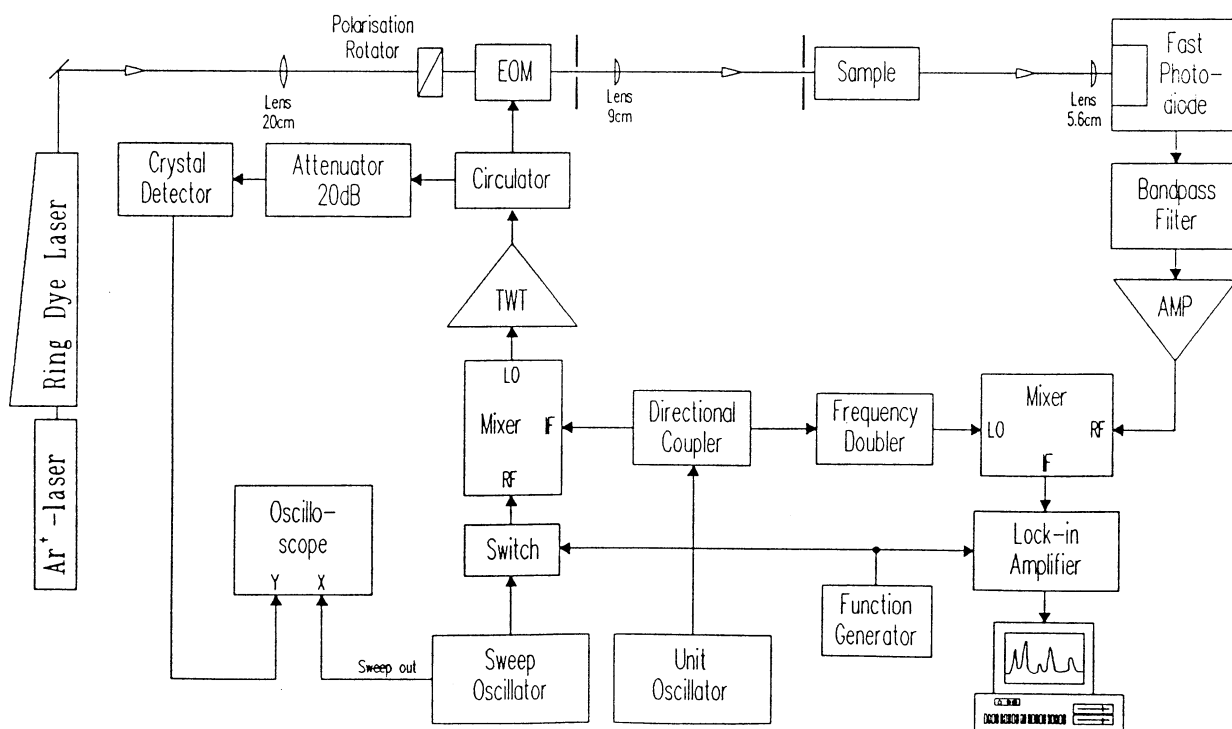 Polarisation
Rotator
EOM
Lens
20cm
Lens
9cm
Sample
Lens
5.6cm
Fast
Photo-
diode
Crystal
Detector
Attenuator
20dB
Circulator
Bandpass
Filter
TWT
AMP
Ring Dye Laser
Ar+-laser
LO
Mixer
IF
RF
Directional
Coupler
Frequency
Doubler
Mixer
LO
RF
IF
Oscillo-
scope
Y X
Switch
Lock-in
Amplifier
Function
Generator
Sweep out
Sweep
Oscillator
Unit
Oscillator